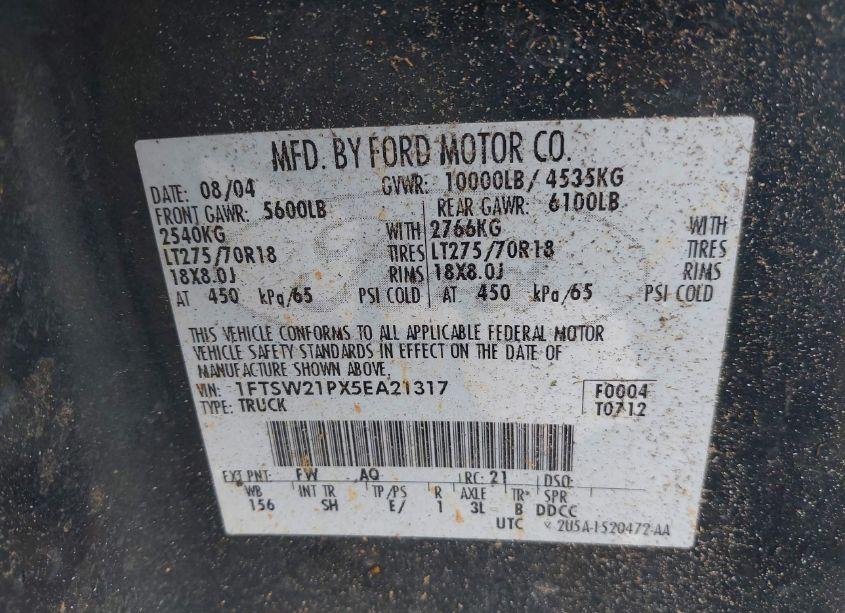 MFD. BY FORD MOTOR CO.
DATE: 08/04 GVWR: 10000LB/ 4535KG
FRONT GAWR: 5600LB REAR GAWR: 6100LB
2540KG WITH 2766KG WITH
LT275/70R18 TIRES LT275/70R18 TIRES
18X8.0J RIMS 18X8.0J RIMS
AT 450 kPa/65 PSI COLD AT 450 kPa/65 PSI COLD
THIS VEHICLE CONFORMS TO ALL APPLICABLE FEDERAL MOTOR
VEHICLE SAFETY STANDARDS IN EFFECT ON THE DATE OF
MANUFACTURE SHOWN ABOVE.
VIN: 1FTSW21PX5EA21317 F0004
TYPE: TRUCK T0712
EXT PNT: FW AQ RC: 21 DSO:
WB INT TR TP/PS R AXLE TR* SPR
156 SH E/ 1 3L B DDCC
UTC 2U5A-1520472-AA